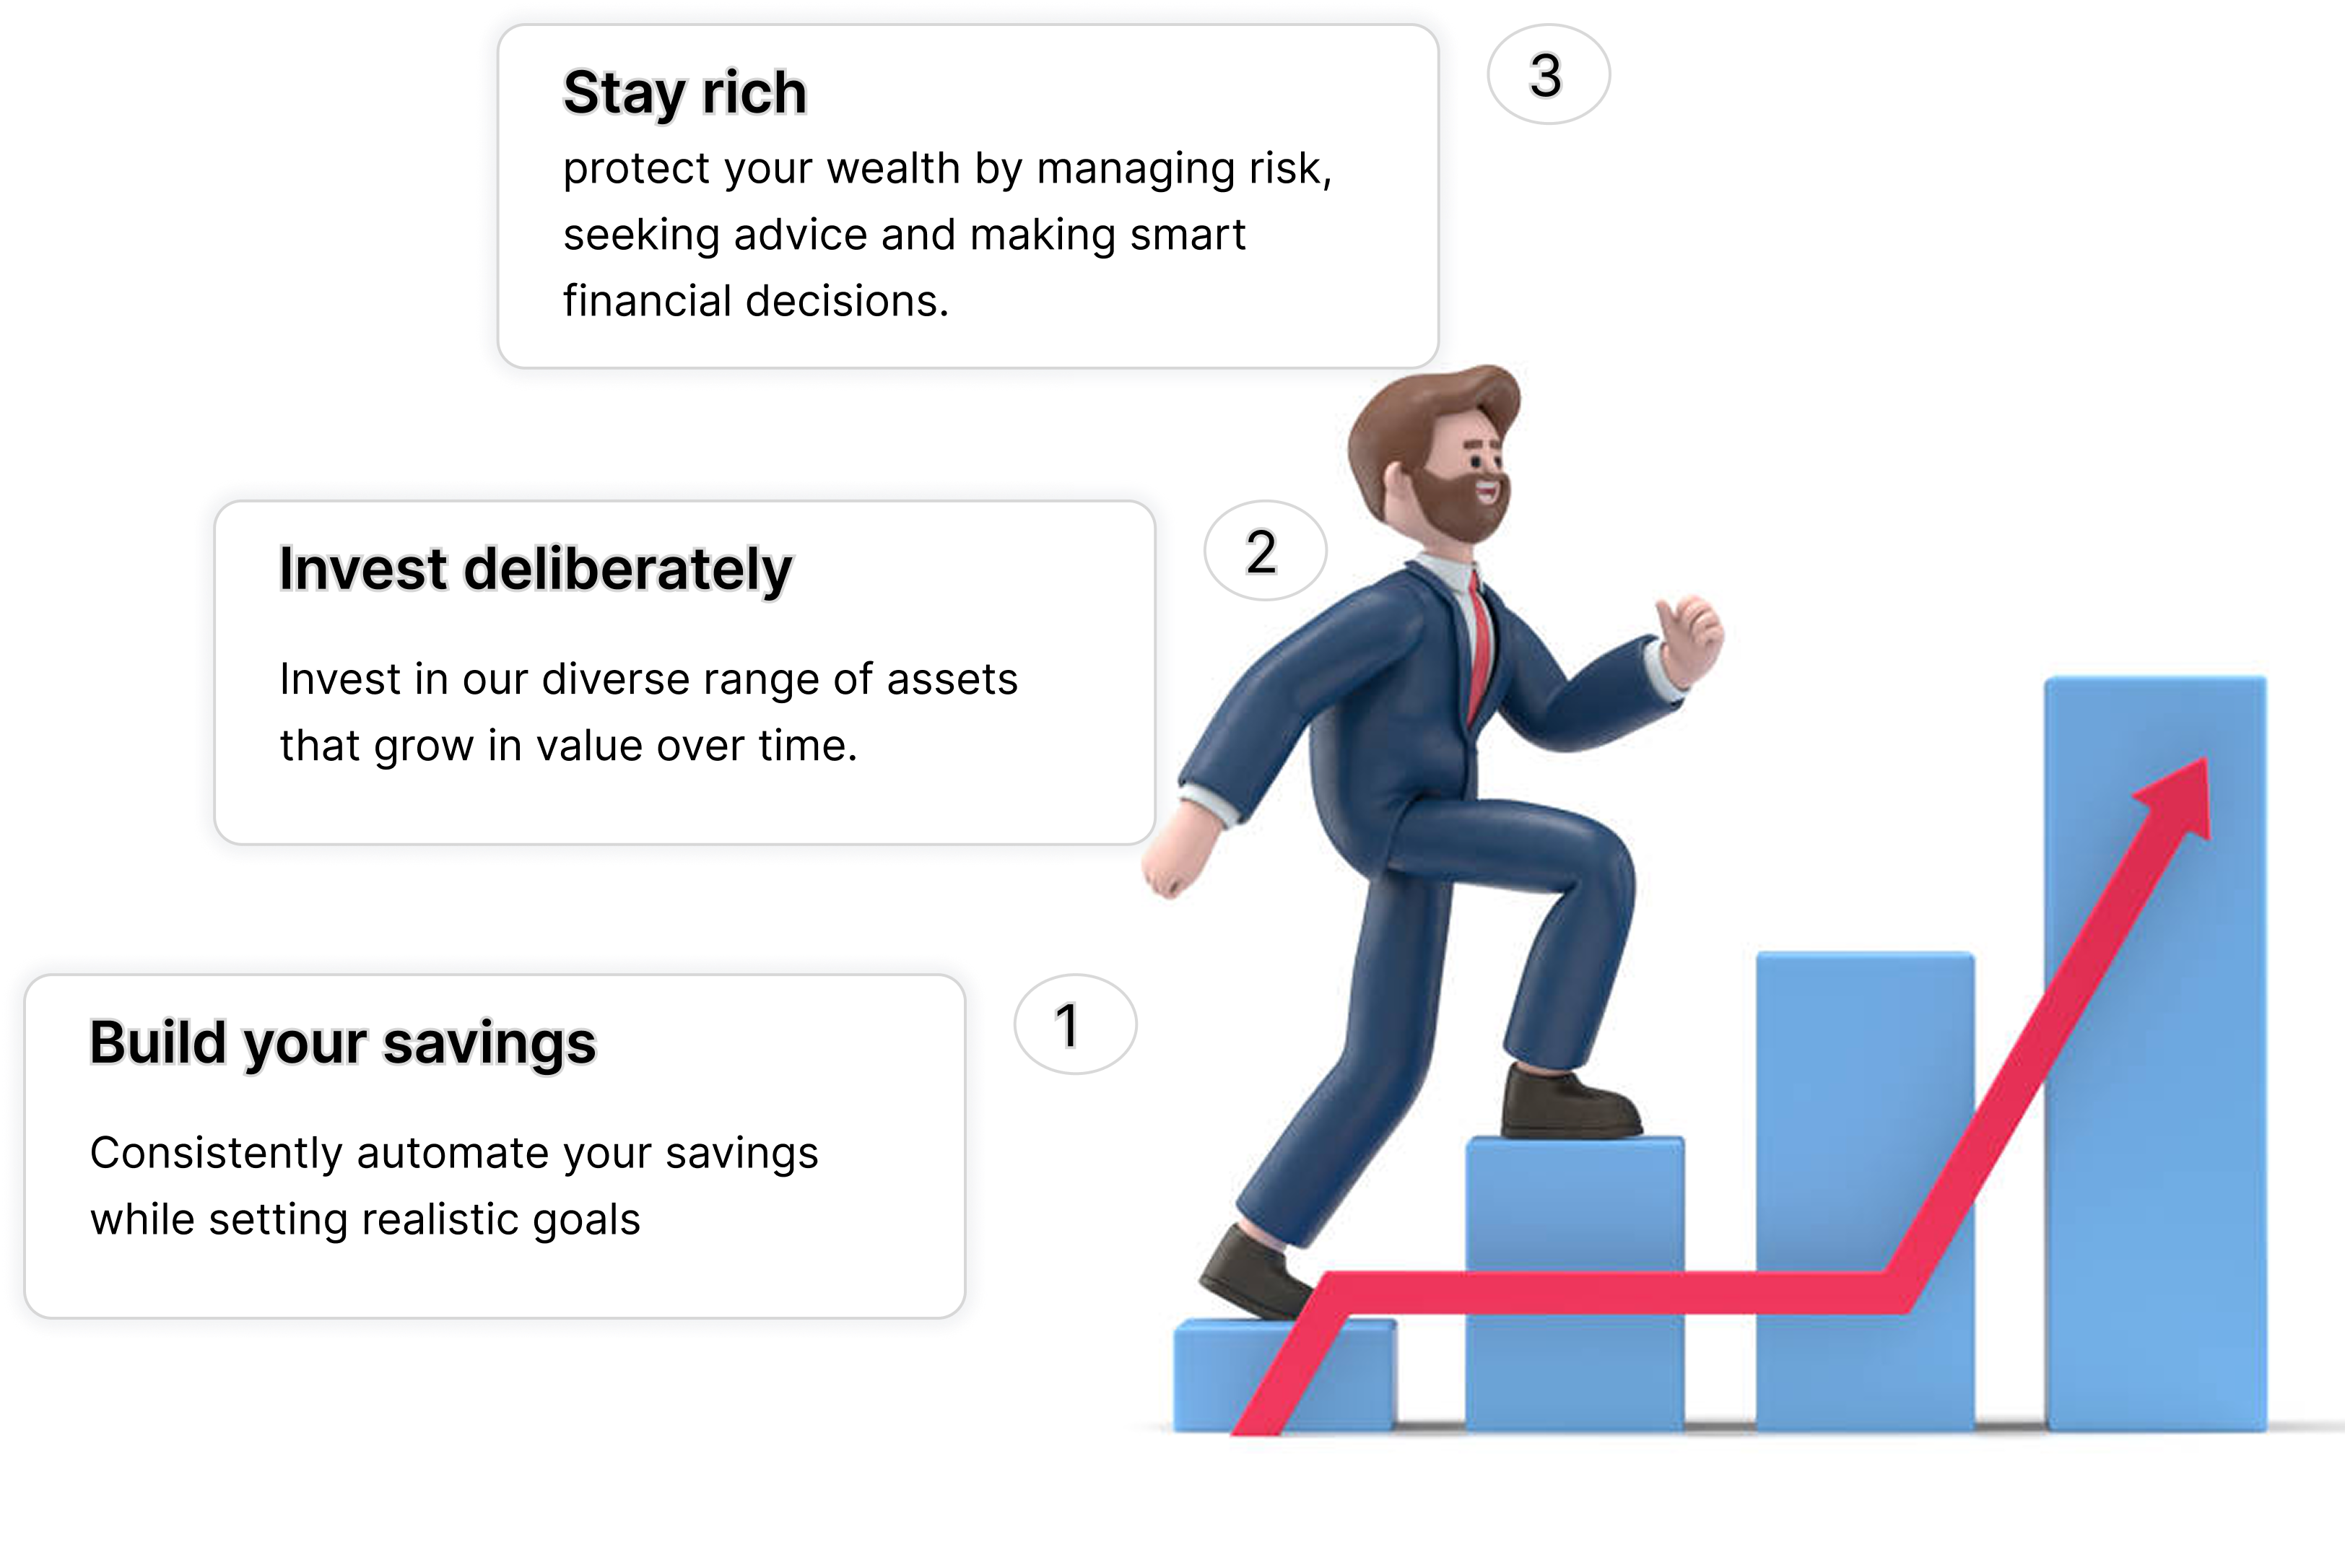 Stay rich
3
protect your wealth by managing risk,
seeking advice and making smart
financial decisions.
Invest deliberately
2
Invest in our diverse range of assets
that grow in value over time.
Build your savings
1
Consistently automate your savings
while setting realistic goals